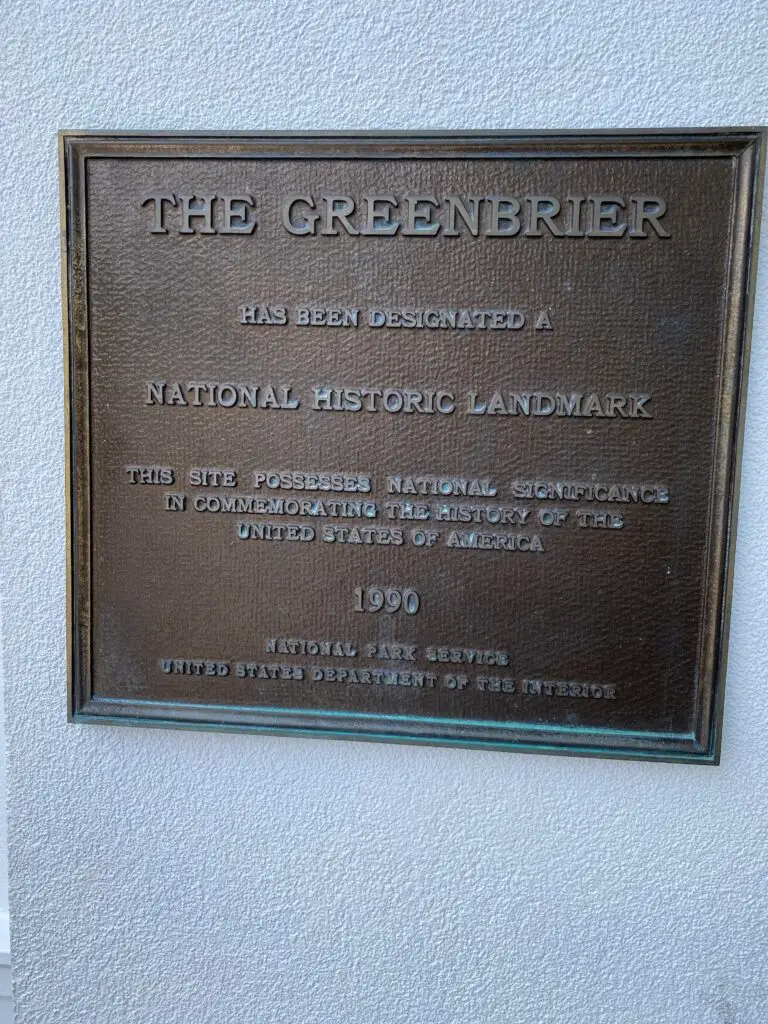 THE GREENBRIER
HAS BEEN DESIGNATED A
NATIONAL HISTORIC LANDMARK
THIS SITE POSSESSES NATIONAL SIGNIFICANCE
IN COMMEMORATING THE HISTORY OF THE
UNITED STATES OF AMERICA
1990
NATIONAL PARK SERVICE
UNITED STATES DEPARTMENT OF THE INTERIOR